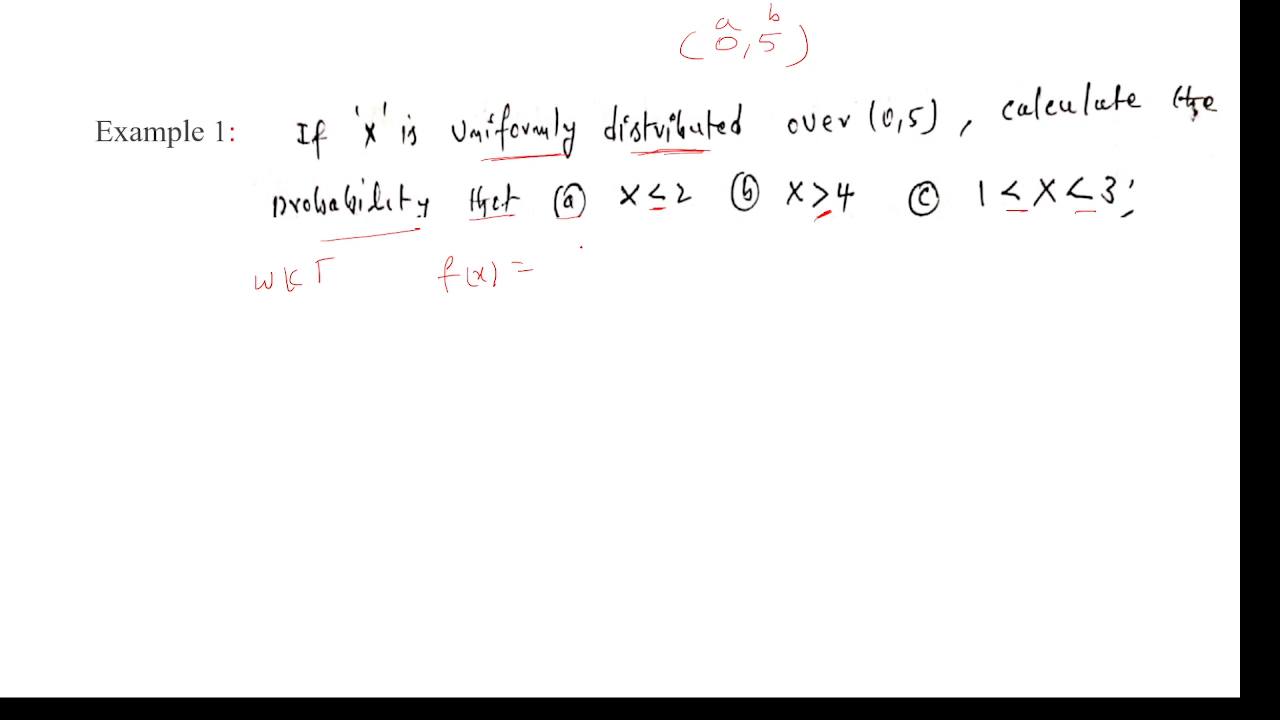 a b
(0,5)
Example 1: If 'x' is uniformly distributed over (0,5), calculate the
probability that ⓐ x ≤ 2 ⓑ x > 4 ⓒ 1 ≤ x ≤ 3;
WKT f(x) =